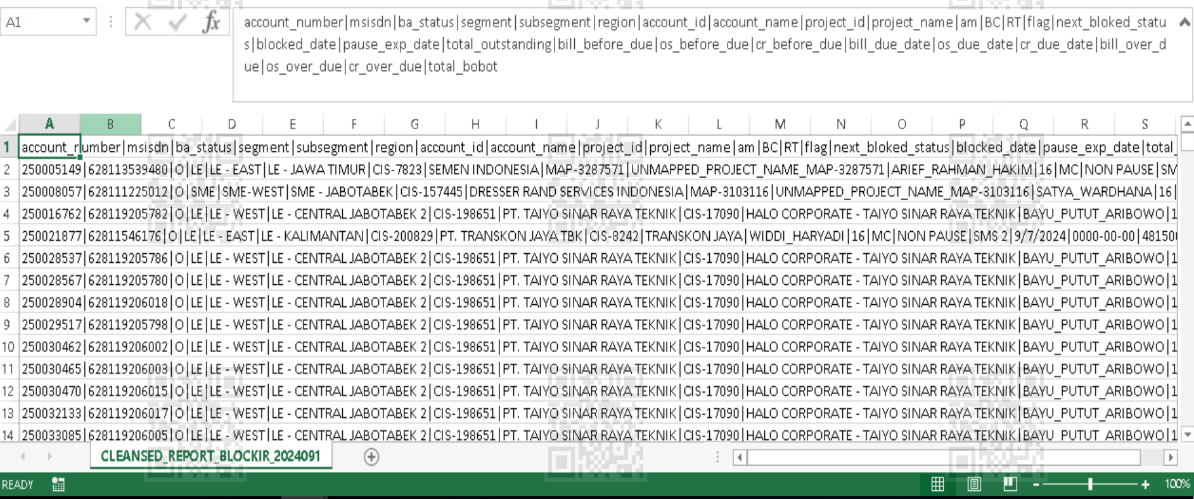 A1
account_number|msisdn|ba_status|segment|subsegment|region|account_id|account_name|project_id|project_name|am|BC|RT|flag|next_bloked_statu
s|blocked_date|pause_exp_date|total_outstanding|bill_before_due|os_before_due|cr_before_due|bill_due_date|os_due_date|cr_due_date|bill_over_d
ue|os_over_due|cr_over_due|total_bobot
A B C D E F G H I J K L M N O P Q R S
1 account_number|msisdn|ba_status|segment|subsegment|region|account_id|account_name|project_id|project_name|am|BC|RT|flag|next_bloked_status|blocked_date|pause_exp_date|total_
2 250005149|628113539480|O|LE|LE - EAST|LE - JAWA TIMUR|CIS-7823|SEMEN INDONESIA|MAP-3287571|UNMAPPED_PROJECT_NAME_MAP-3287571|ARIEF_RAHMAN_HAKIM|16|MC|NON PAUSE|SM
3 250008057|628111225012|O|SME|SME-WEST|SME - JABOTABEK|CIS-157445|DRESSER RAND SERVICES INDONESIA|MAP-3103116|UNMAPPED_PROJECT_NAME_MAP-3103116|SATYA_WARDHANA|16|
4 250016762|628119205782|O|LE|LE - WEST|LE - CENTRAL JABOTABEK 2|CIS-198651|PT. TAIYO SINAR RAYA TEKNIK|CIS-17090|HALO CORPORATE - TAIYO SINAR RAYA TEKNIK|BAYU_PUTUT_ARIBOWO|1
5 250021877|62811546176|O|LE|LE - EAST|LE - KALIMANTAN|CIS-200829|PT. TRANSKON JAYA TBK|CIS-8242|TRANSKON JAYA|WIDDI_HARYADI|16|MC|NON PAUSE|SMS 2|9/7/2024|0000-00-00|48150
6 250028537|628119205786|O|LE|LE - WEST|LE - CENTRAL JABOTABEK 2|CIS-198651|PT. TAIYO SINAR RAYA TEKNIK|CIS-17090|HALO CORPORATE - TAIYO SINAR RAYA TEKNIK|BAYU_PUTUT_ARIBOWO|1
7 250028567|628119205780|O|LE|LE - WEST|LE - CENTRAL JABOTABEK 2|CIS-198651|PT. TAIYO SINAR RAYA TEKNIK|CIS-17090|HALO CORPORATE - TAIYO SINAR RAYA TEKNIK|BAYU_PUTUT_ARIBOWO|1
8 250028904|628119206018|O|LE|LE - WEST|LE - CENTRAL JABOTABEK 2|CIS-198651|PT. TAIYO SINAR RAYA TEKNIK|CIS-17090|HALO CORPORATE - TAIYO SINAR RAYA TEKNIK|BAYU_PUTUT_ARIBOWO|1
9 250029517|628119205798|O|LE|LE - WEST|LE - CENTRAL JABOTABEK 2|CIS-198651|PT. TAIYO SINAR RAYA TEKNIK|CIS-17090|HALO CORPORATE - TAIYO SINAR RAYA TEKNIK|BAYU_PUTUT_ARIBOWO|1
10 250030462|628119206002|O|LE|LE - WEST|LE - CENTRAL JABOTABEK 2|CIS-198651|PT. TAIYO SINAR RAYA TEKNIK|CIS-17090|HALO CORPORATE - TAIYO SINAR RAYA TEKNIK|BAYU_PUTUT_ARIBOWO|1
11 250030465|628119206003|O|LE|LE - WEST|LE - CENTRAL JABOTABEK 2|CIS-198651|PT. TAIYO SINAR RAYA TEKNIK|CIS-17090|HALO CORPORATE - TAIYO SINAR RAYA TEKNIK|BAYU_PUTUT_ARIBOWO|1
12 250030470|628119206016|O|LE|LE - WEST|LE - CENTRAL JABOTABEK 2|CIS-198651|PT. TAIYO SINAR RAYA TEKNIK|CIS-17090|HALO CORPORATE - TAIYO SINAR RAYA TEKNIK|BAYU_PUTUT_ARIBOWO|1
13 250032133|628119206017|O|LE|LE - WEST|LE - CENTRAL JABOTABEK 2|CIS-198651|PT. TAIYO SINAR RAYA TEKNIK|CIS-17090|HALO CORPORATE - TAIYO SINAR RAYA TEKNIK|BAYU_PUTUT_ARIBOWO|1
14 250033085|628119206005|O|LE|LE - WEST|LE - CENTRAL JABOTABEK 2|CIS-198651|PT. TAIYO SINAR RAYA TEKNIK|CIS-17090|HALO CORPORATE - TAIYO SINAR RAYA TEKNIK|BAYU_PUTUT_ARIBOWO|1
CLEANSED_REPORT_BLOCKIR_2024091
READY 100%